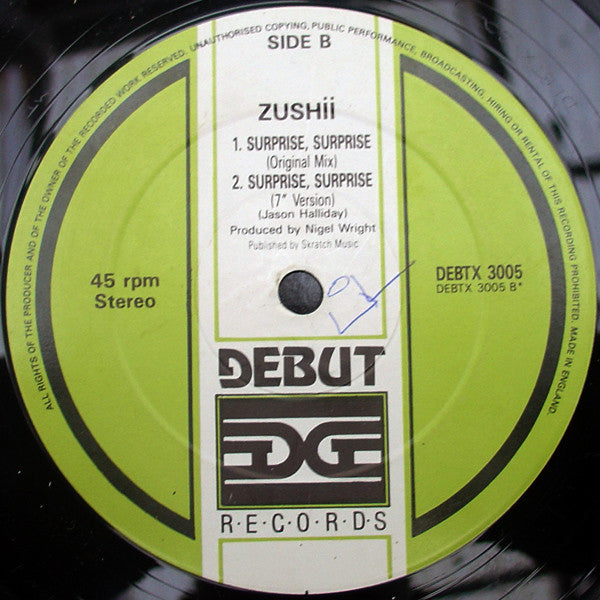 ALL RIGHTS OF THE PRODUCER AND OF THE OWNER OF THE RECORDED WORK RESERVED. UNAUTHORISED COPYING, PUBLIC PERFORMANCE, BROADCASTING, HIRING OR RENTAL OF THIS RECORDING PROHIBITED. MADE IN ENGLAND.
SIDE B
ZUSHii
1. SURPRISE, SURPRISE
(Original Mix)
2. SURPRISE, SURPRISE
(7" Version)
(Jason Halliday)
Produced by Nigel Wright
Published by Skratch Music
45 rpm
Stereo
DEBTX 3005
DEBTX 3005 B*
DEBUT
R·E·C·O·R·D·S